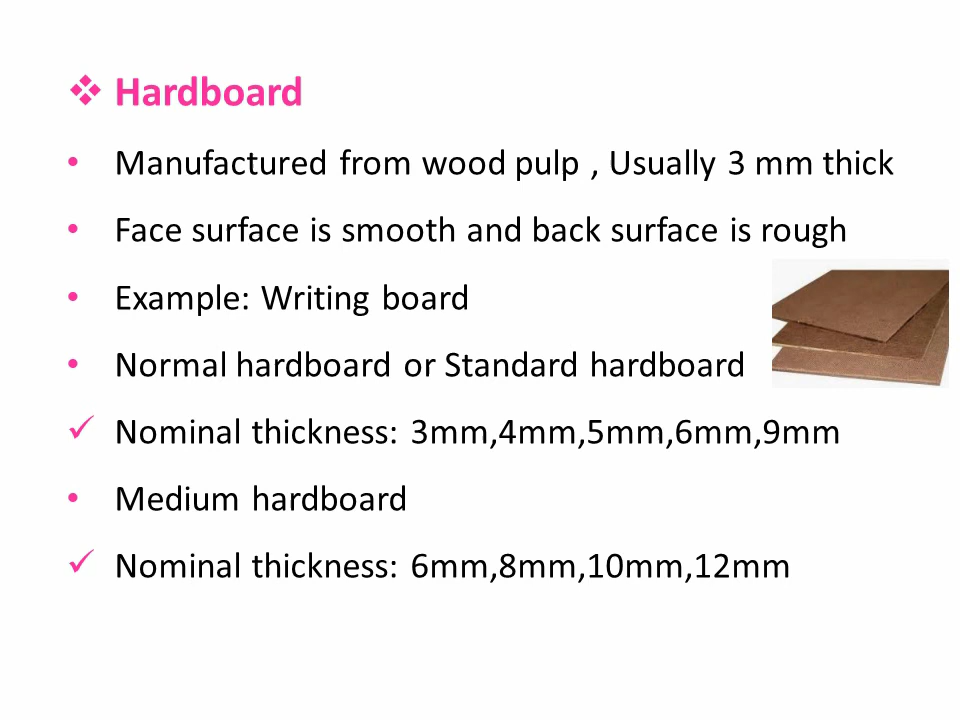 ❖ Hardboard
• Manufactured from wood pulp , Usually 3 mm thick
• Face surface is smooth and back surface is rough
• Example: Writing board
• Normal hardboard or Standard hardboard
✓ Nominal thickness: 3mm,4mm,5mm,6mm,9mm
• Medium hardboard
✓ Nominal thickness: 6mm,8mm,10mm,12mm